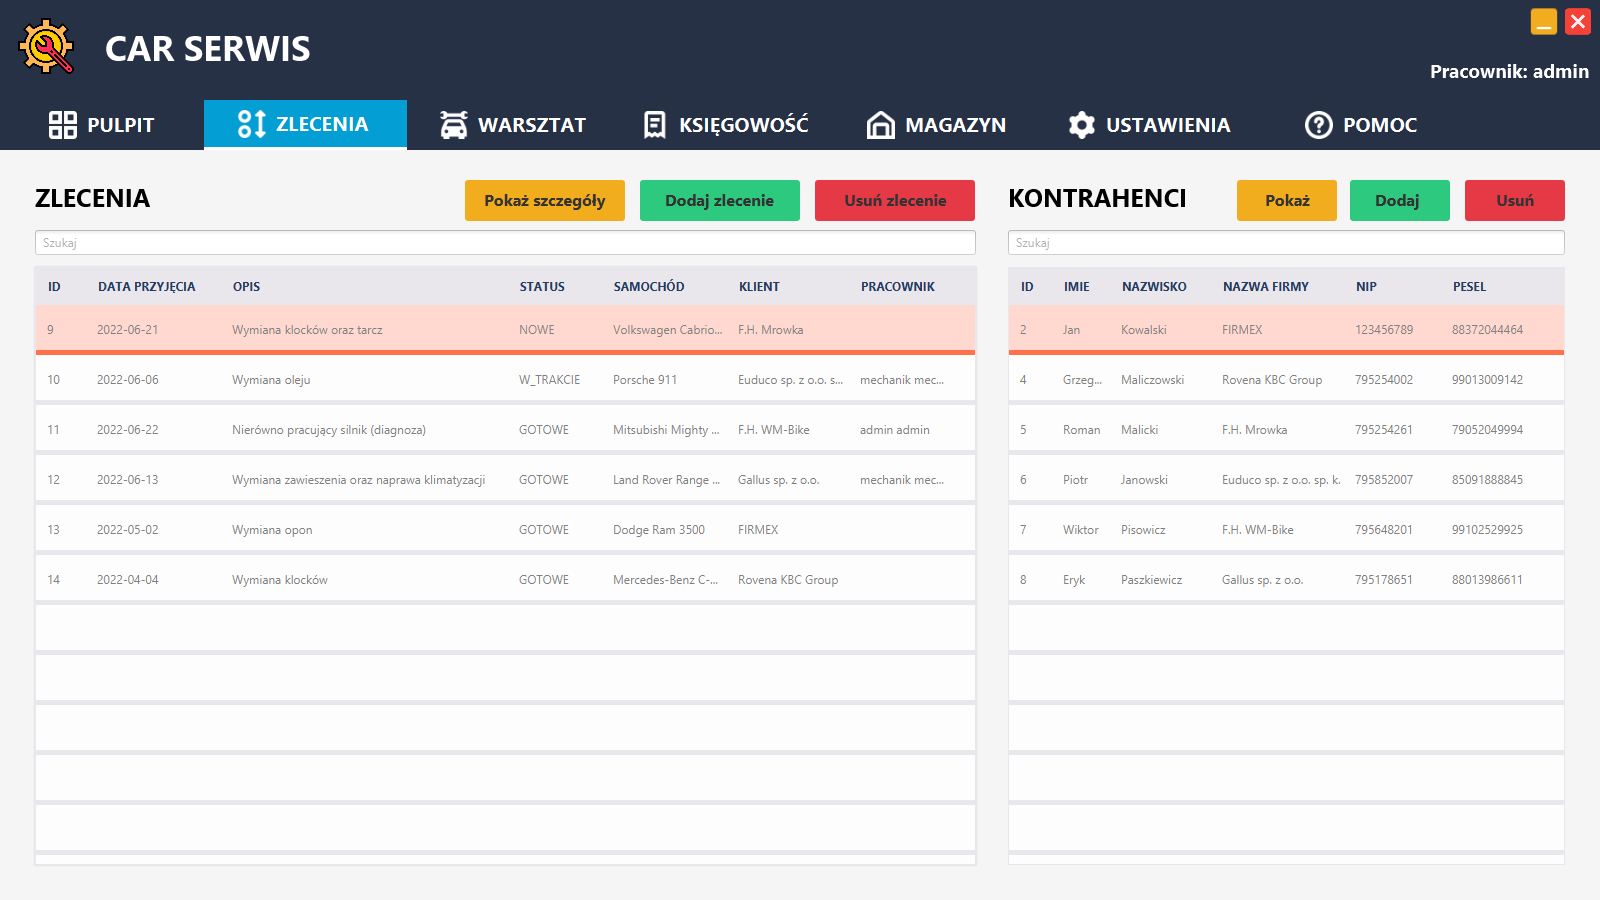 CAR SERWIS
Pracownik: admin
PULPIT ZLECENIA WARSZTAT KSIĘGOWOŚĆ MAGAZYN USTAWIENIA POMOC
ZLECENIA Pokaż szczegóły Dodaj zlecenie Usuń zlecenie
Szukaj
ID DATA PRZYJĘCIA OPIS STATUS SAMOCHÓD KLIENT PRACOWNIK
9 2022-06-21 Wymiana klocków oraz tarcz NOWE Volkswagen Cabrio... F.H. Mrowka
10 2022-06-06 Wymiana oleju W_TRAKCIE Porsche 911 Euduco sp. z o.o. s... mechanik mec...
11 2022-06-22 Nierówno pracujący silnik (diagnoza) GOTOWE Mitsubishi Mighty ... F.H. WM-Bike admin admin
12 2022-06-13 Wymiana zawieszenia oraz naprawa klimatyzacji GOTOWE Land Rover Range ... Gallus sp. z o.o. mechanik mec...
13 2022-05-02 Wymiana opon GOTOWE Dodge Ram 3500 FIRMEX
14 2022-04-04 Wymiana klocków GOTOWE Mercedes-Benz C-... Rovena KBC Group
KONTRAHENCI Pokaż Dodaj Usuń
Szukaj
ID IMIE NAZWISKO NAZWA FIRMY NIP PESEL
2 Jan Kowalski FIRMEX 123456789 88372044464
4 Grzeg... Maliczowski Rovena KBC Group 795254002 99013009142
5 Roman Malicki F.H. Mrowka 795254261 79052049994
6 Piotr Janowski Euduco sp. z o.o. sp. k. 795852007 85091888845
7 Wiktor Pisowicz F.H. WM-Bike 795648201 99102529925
8 Eryk Paszkiewicz Gallus sp. z o.o. 795178651 88013986611